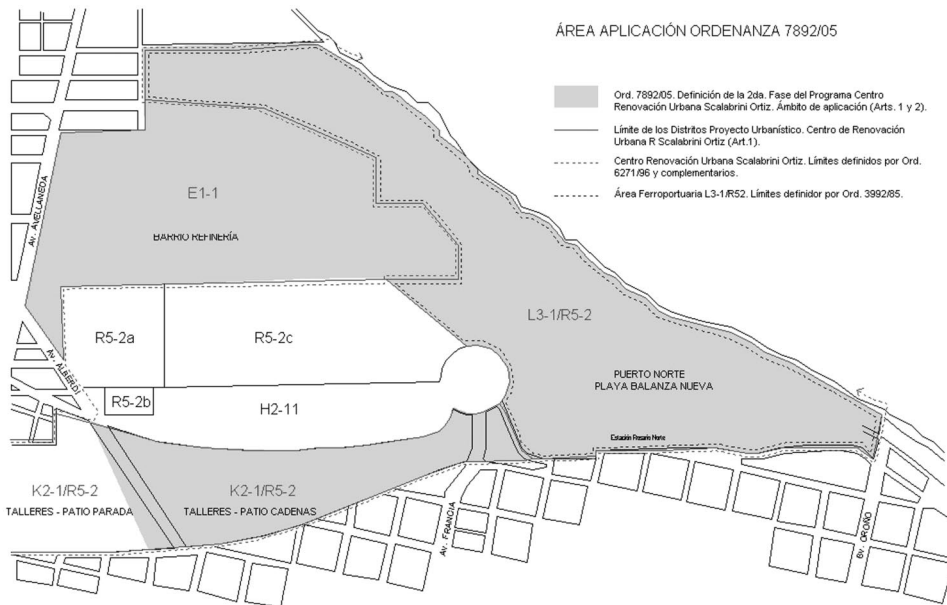 ÁREA APLICACIÓN ORDENANZA 7892/05
Ord. 7892/05. Definición de la 2da. Fase del Programa Centro
Renovación Urbana Scalabrini Ortiz. Ámbito de aplicación (Arts. 1 y 2).
Límite de los Distritos Proyecto Urbanístico. Centro de Renovación
Urbana R Scalabrini Ortiz (Art.1).
Centro Renovación Urbana Scalabrini Ortiz. Límites definidos por Ord.
6271/96 y complementarios.
Área Ferroportuaria L3-1/R52. Límites definidor por Ord. 3992/85.
E1-1
BARRIO REFINERÍA
Av. AVELLANEDA
L3-1/R5-2
R5-2a
R5-2c
Av. ALBERDI
PUERTO NORTE
PLAYA BALANZA NUEVA
R5-2b
H2-11
Estación Rosario Norte
K2-1/R5-2
TALLERES - PATIO PARADA
K2-1/R5-2
TALLERES - PATIO CADENAS
Av. FRANCIA
Bv. OROÑO